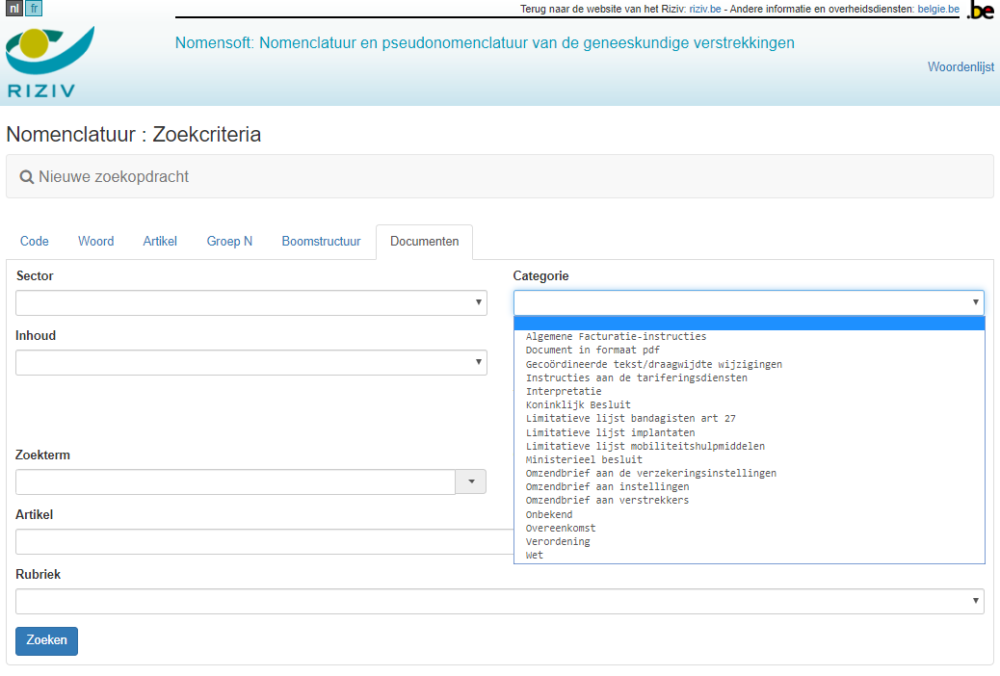 nl fr
Terug naar de website van het Riziv: riziv.be - Andere informatie en overheidsdiensten: belgie.be
.be
Nomensoft: Nomenclatuur en pseudonomenclatuur van de geneeskundige verstrekkingen
Woordenlijst
RIZIV
Nomenclatuur : Zoekcriteria
Nieuwe zoekopdracht
Code Woord Artikel Groep N Boomstructuur Documenten
Sector
Categorie
Inhoud
Algemene Facturatie-instructies
Document in formaat pdf
Gecoördineerde tekst/draagwijdte wijzigingen
Instructies aan de tariferingsdiensten
Interpretatie
Koninklijk Besluit
Limitatieve lijst bandagisten art 27
Limitatieve lijst implantaten
Limitatieve lijst mobiliteitshulpmiddelen
Ministerieel besluit
Omzendbrief aan de verzekeringsinstellingen
Omzendbrief aan instellingen
Omzendbrief aan verstrekkers
Onbekend
Overeenkomst
Verordening
Wet
Zoekterm
Artikel
Rubriek
Zoeken